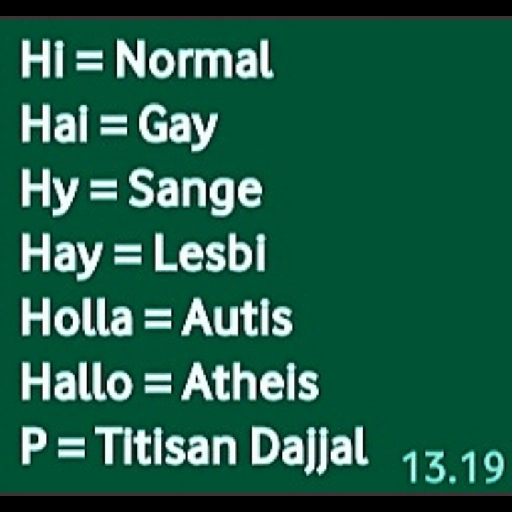 Hi = Normal
Hai = Gay
Hy = Sange
Hay = Lesbi
Holla = Autis
Hallo = Atheis
P = Titisan Dajjal
13.19